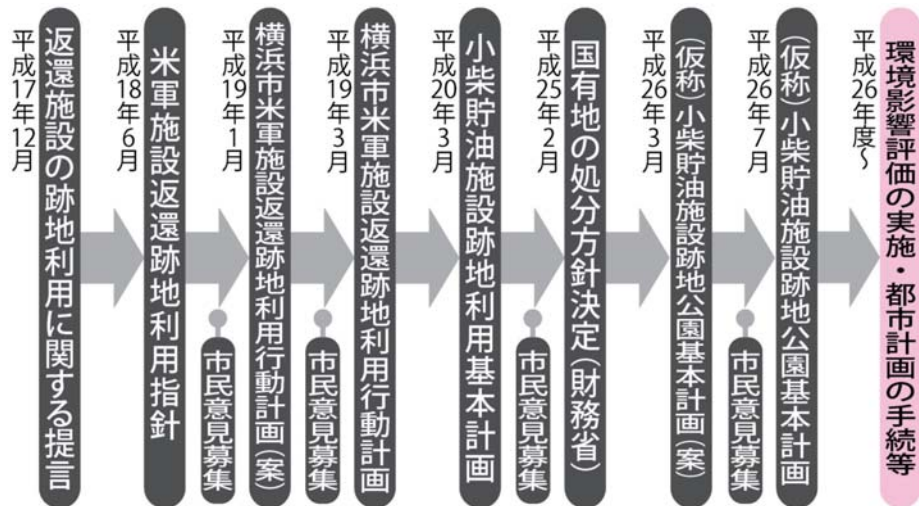 平成17年12月
返還施設の跡地利用に関する提言
平成18年6月
米軍施設返還跡地利用指針
市民意見募集
平成19年1月
横浜市米軍施設返還跡地利用行動計画(案)
市民意見募集
平成19年3月
横浜市米軍施設返還跡地利用行動計画
平成20年3月
小柴貯油施設跡地利用基本計画
市民意見募集
平成25年2月
国有地の処分方針決定(財務省)
平成26年3月
(仮称)小柴貯油施設跡地公園基本計画(案)
市民意見募集
平成26年7月
(仮称)小柴貯油施設跡地公園基本計画
平成26年度~
環境影響評価の実施・都市計画の手続等